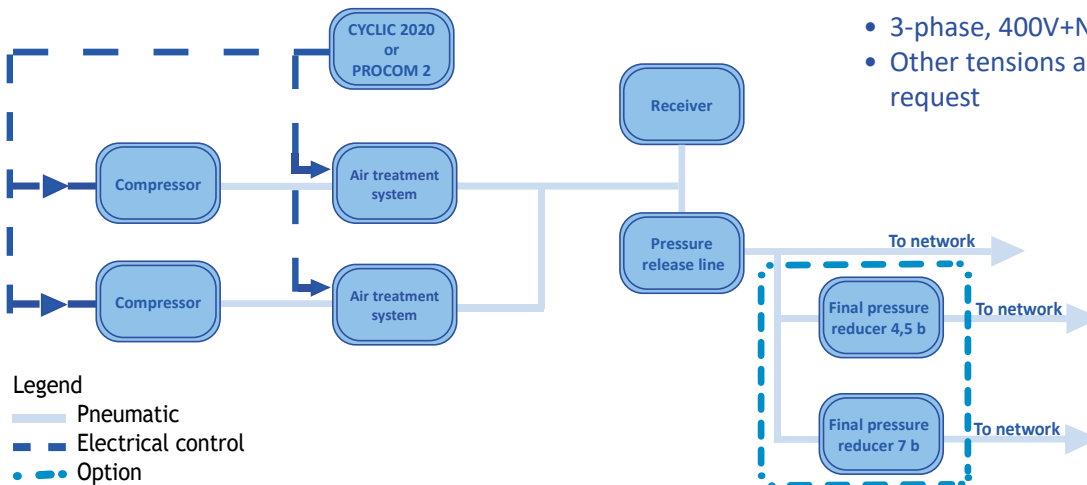 CYCLIC 2020
or
PROCOM 2
• 3-phase, 400V+N
• Other tensions a
request
Receiver
Compressor
Air treatment
system
Pressure
release line
To network
Compressor
Air treatment
system
Final pressure
reducer 4,5 b
To network
Final pressure
reducer 7 b
To network
Legend
Pneumatic
Electrical control
Option